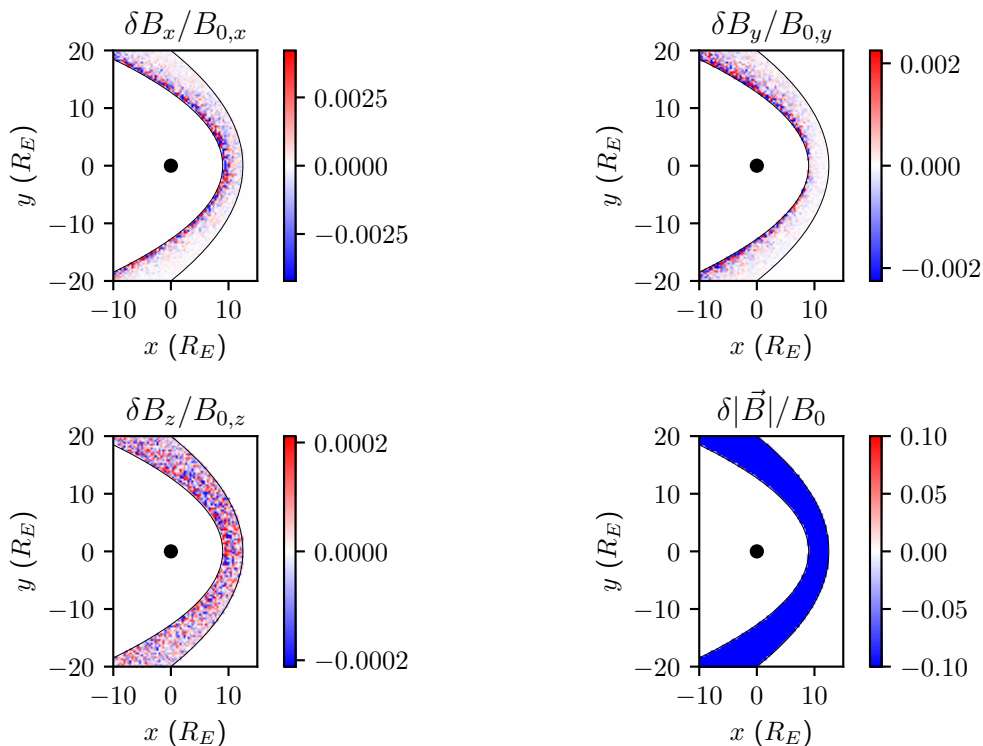 δB_x/B_{0,x}
20
10
0
−10
−20
−10 0 10
y (R_E)
x (R_E)
0.0025
0.0000
−0.0025
δB_y/B_{0,y}
20
10
0
−10
−20
−10 0 10
y (R_E)
x (R_E)
0.002
0.000
−0.002
δB_z/B_{0,z}
20
10
0
−10
−20
−10 0 10
y (R_E)
x (R_E)
0.0002
0.0000
−0.0002
δ|\vec{B}|/B_0
20
10
0
−10
−20
−10 0 10
y (R_E)
x (R_E)
0.10
0.05
0.00
−0.05
−0.10